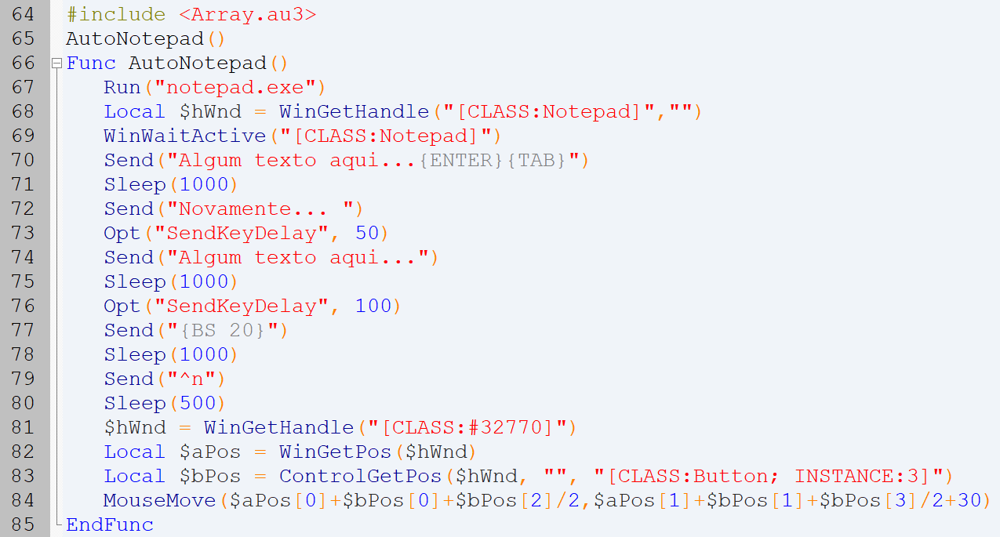 64 #include <Array.au3>
65 AutoNotepad()
66 Func AutoNotepad()
67    Run("notepad.exe")
68    Local $hWnd = WinGetHandle("[CLASS:Notepad]","")
69    WinWaitActive("[CLASS:Notepad]")
70    Send("Algum texto aqui...{ENTER}{TAB}")
71    Sleep(1000)
72    Send("Novamente... ")
73    Opt("SendKeyDelay", 50)
74    Send("Algum texto aqui...")
75    Sleep(1000)
76    Opt("SendKeyDelay", 100)
77    Send("{BS 20}")
78    Sleep(1000)
79    Send("^n")
80    Sleep(500)
81    $hWnd = WinGetHandle("[CLASS:#32770]")
82    Local $aPos = WinGetPos($hWnd)
83    Local $bPos = ControlGetPos($hWnd, "", "[CLASS:Button; INSTANCE:3]")
84    MouseMove($aPos[0]+$bPos[0]+$bPos[2]/2,$aPos[1]+$bPos[1]+$bPos[3]/2+30)
85 EndFunc